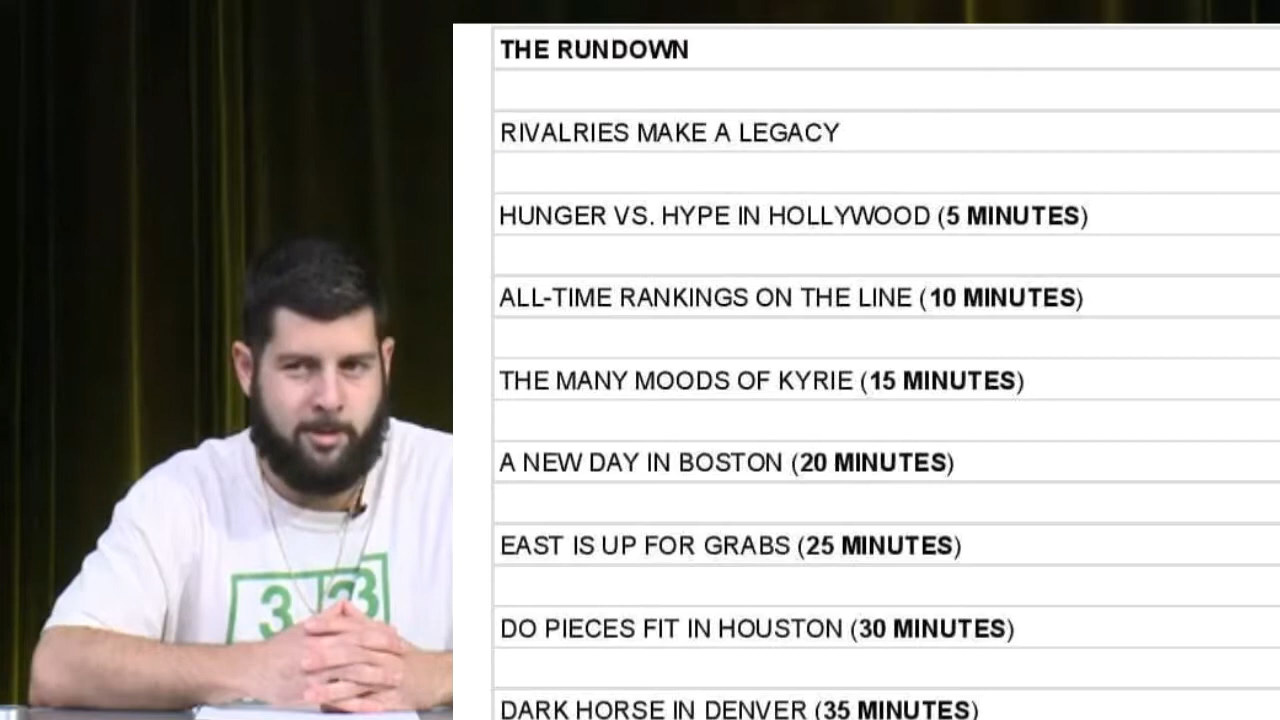 THE RUNDOWN
RIVALRIES MAKE A LEGACY
HUNGER VS. HYPE IN HOLLYWOOD (5 MINUTES)
ALL-TIME RANKINGS ON THE LINE (10 MINUTES)
THE MANY MOODS OF KYRIE (15 MINUTES)
A NEW DAY IN BOSTON (20 MINUTES)
EAST IS UP FOR GRABS (25 MINUTES)
DO PIECES FIT IN HOUSTON (30 MINUTES)
DARK HORSE IN DENVER (35 MINUTES)
3 23